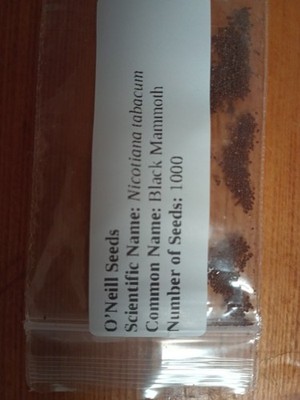 O'Neill Seeds
Scientific Name: Nicotiana tabacum
Common Name: Black Mammoth
Number of Seeds: 1000